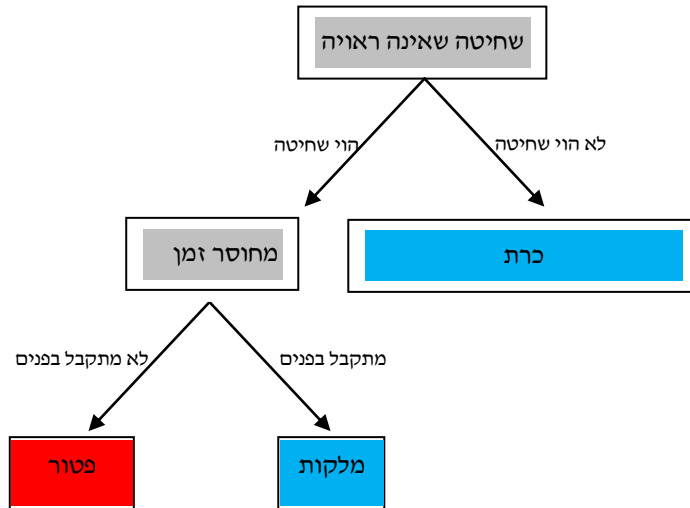 שחיטה שאינה ראויה
לא הוי שחיטה
הוי שחיטה
כרת
מחוסר זמן
מתקבל בפנים
לא מתקבל בפנים
מלקות
פטור